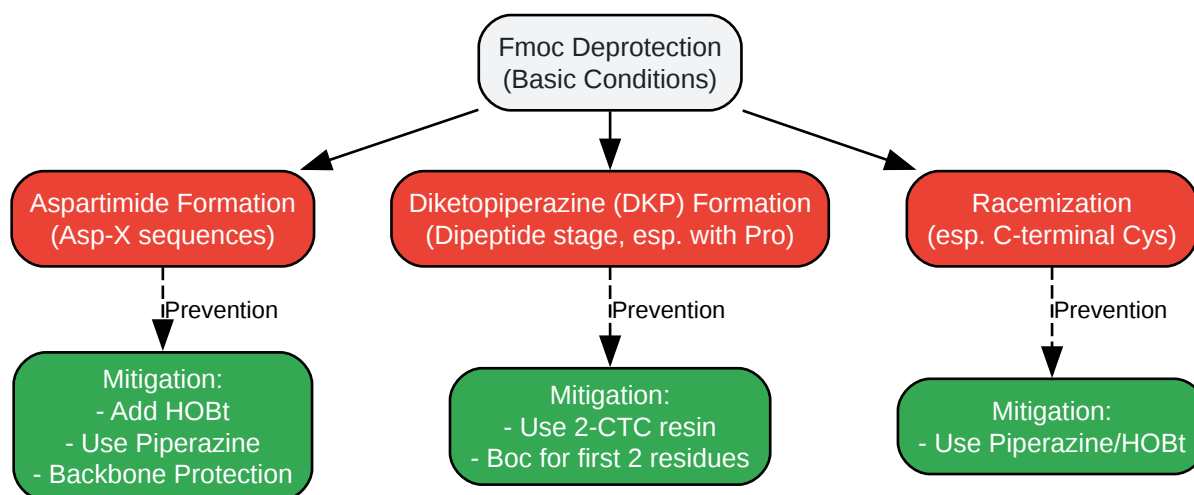 Fmoc Deprotection
(Basic Conditions)
Aspartimide Formation
(Asp-X sequences)
Diketopiperazine (DKP) Formation
(Dipeptide stage, esp. with Pro)
Racemization
(esp. C-terminal Cys)
Prevention
Prevention
Prevention
Mitigation:
- Add HOBt
- Use Piperazine
- Backbone Protection
Mitigation:
- Use 2-CTC resin
- Boc for first 2 residues
Mitigation:
- Use Piperazine/HOBt